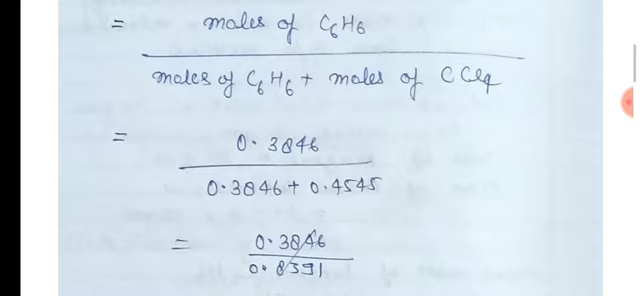 = moles of C6H6
moles of C6H6 + moles of CCl4
= 0.3846
0.3846 + 0.4545
= 0.3846
0.8391